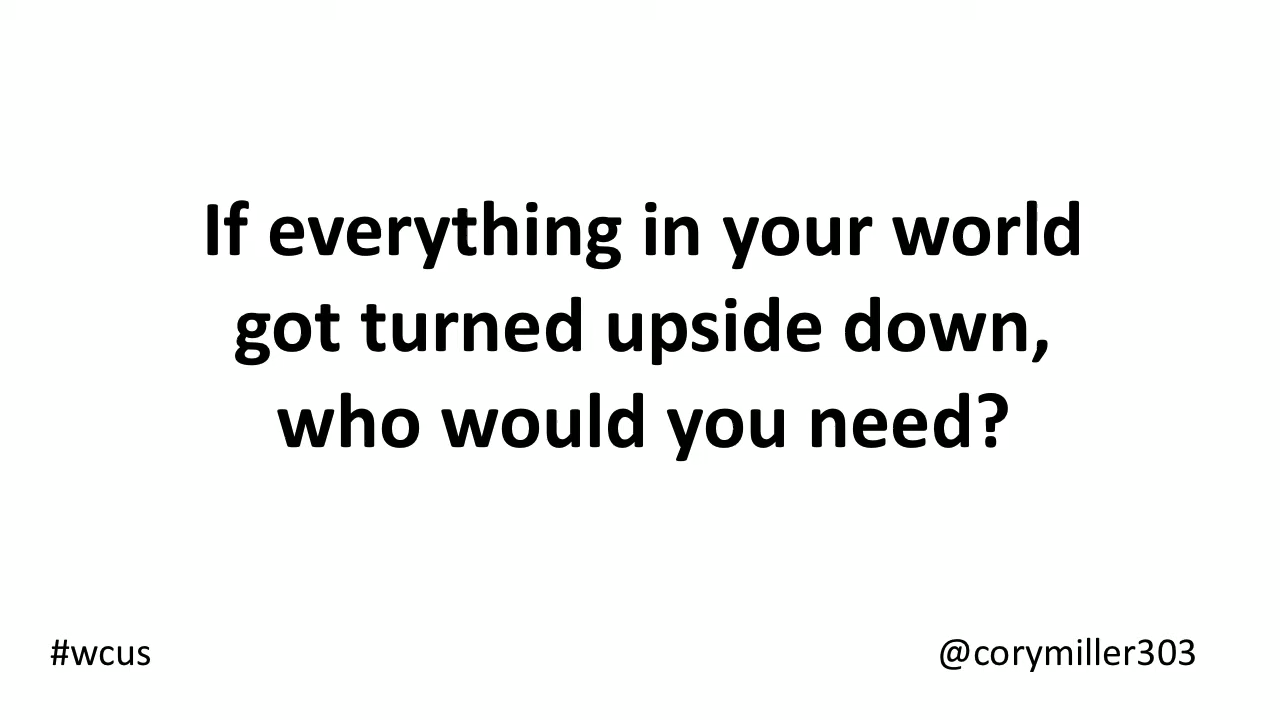 If everything in your world
got turned upside down,
who would you need?
#wcus
@corymiller303